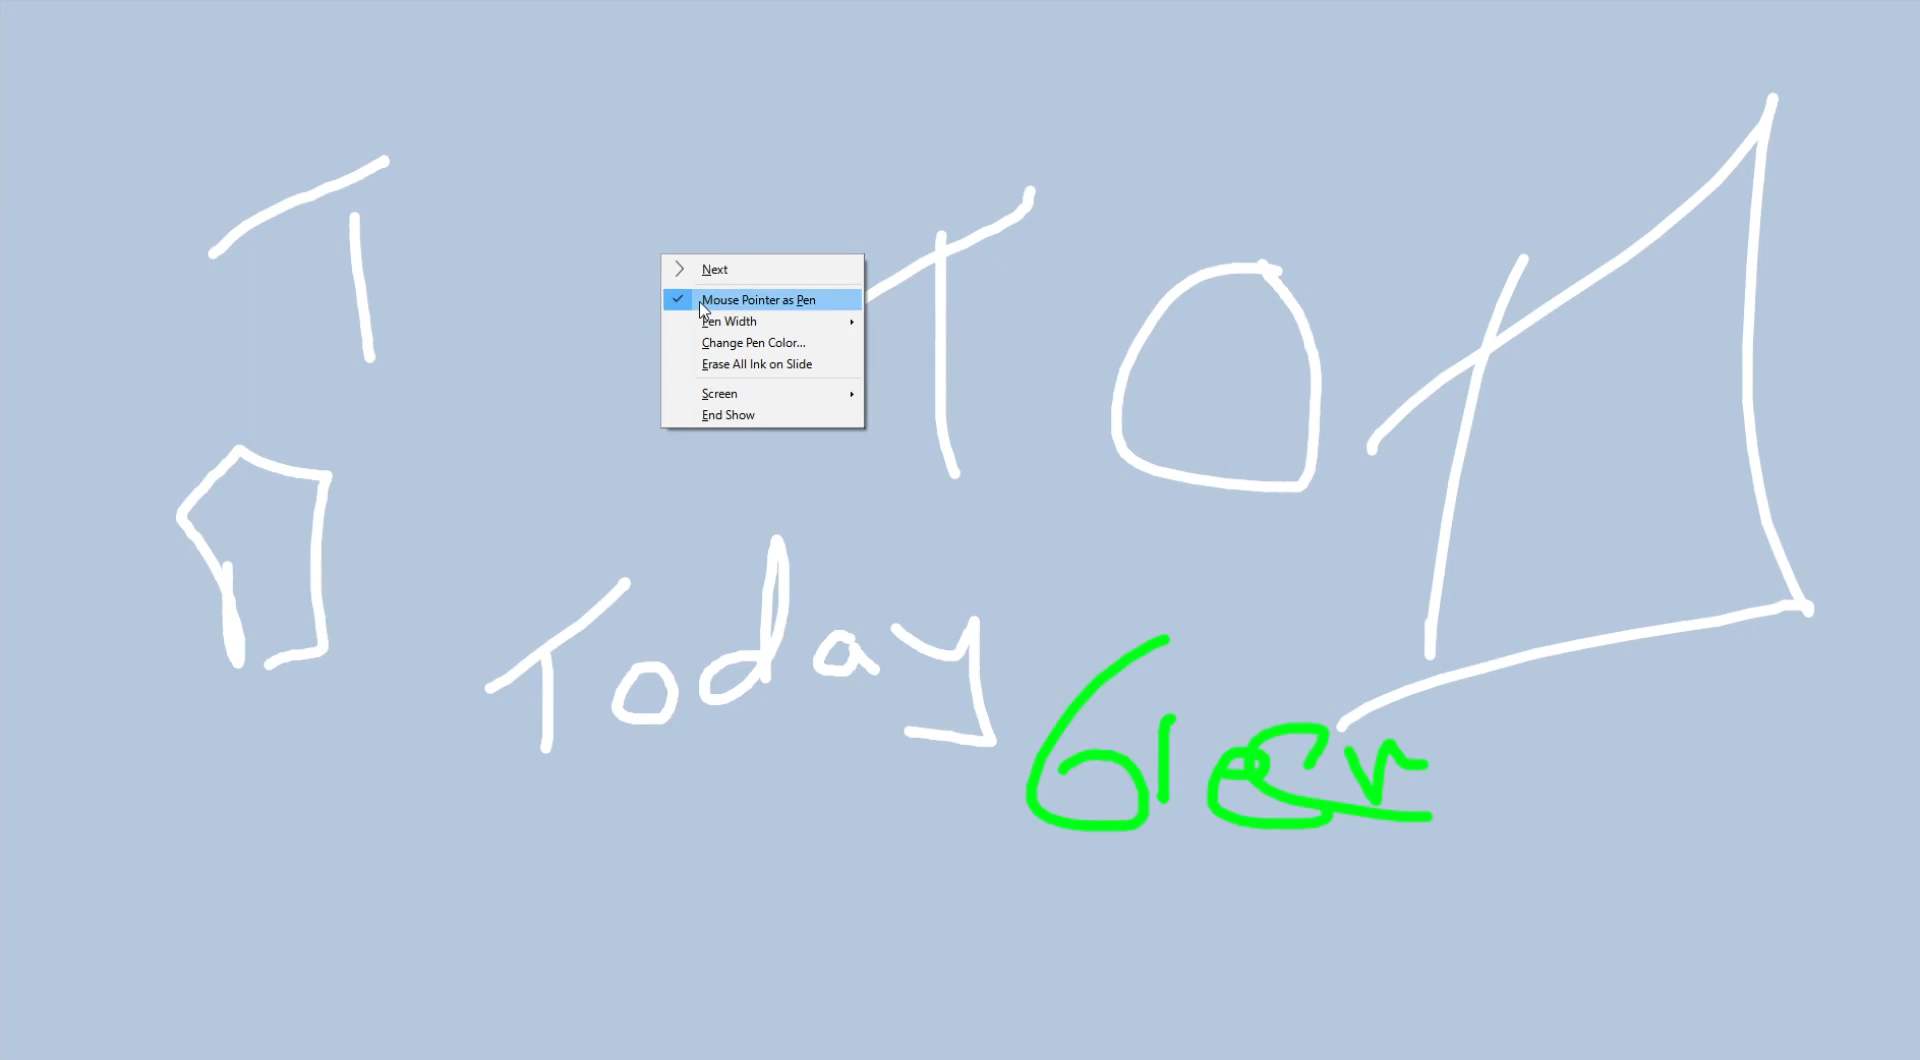 T
Next
Mouse Pointer as Pen
Pen Width
Change Pen Color...
Erase All Ink on Slide
Screen
End Show
Today